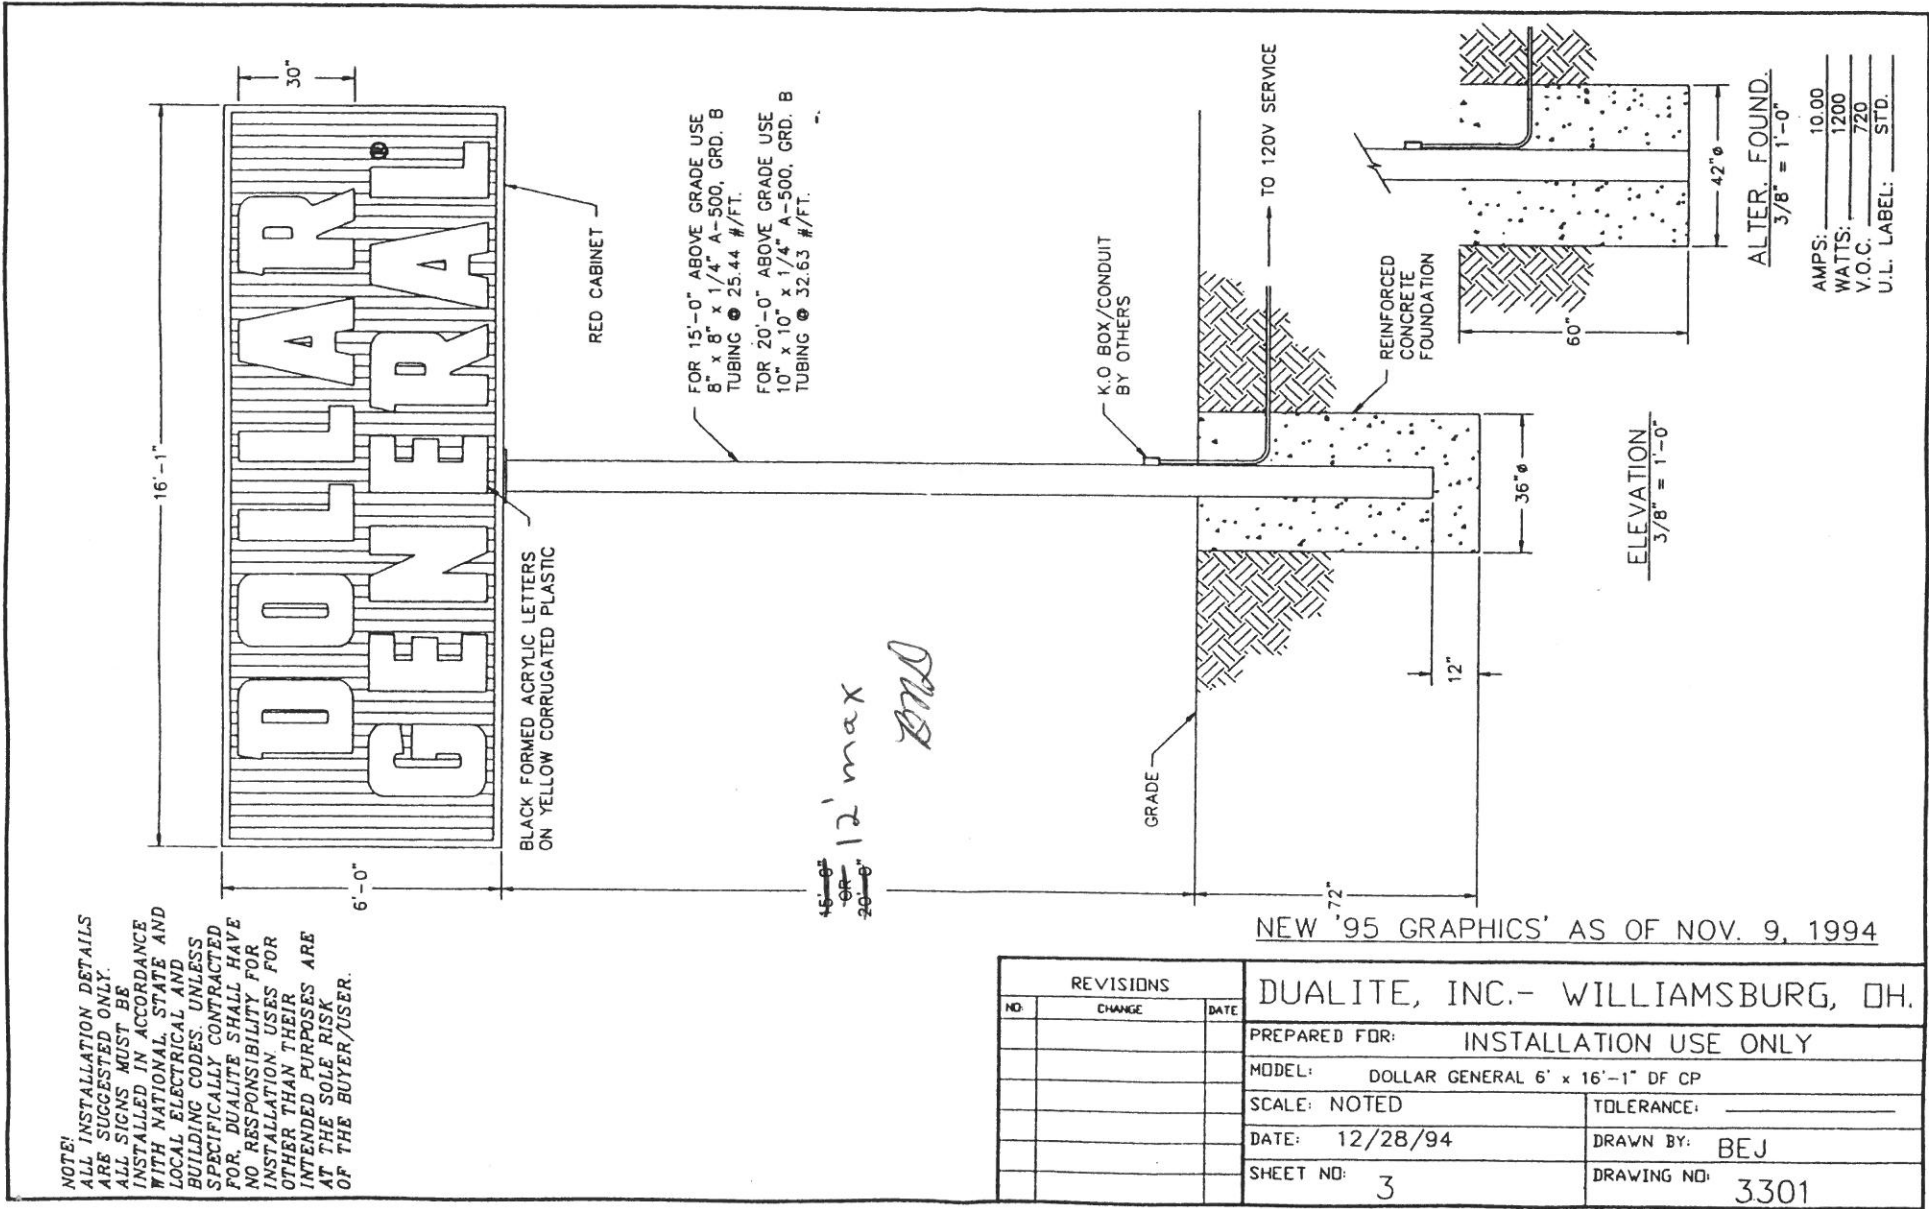 16'-1"
30"
6'-0"
DOLLAR
GENERAL
®
RED CABINET
BLACK FORMED ACRYLIC LETTERS
ON YELLOW CORRUGATED PLASTIC
FOR 15'-0" ABOVE GRADE USE
8" x 8" x 1/4" A-500, GRD. B
TUBING @ 25.44 #/FT.
FOR 20'-0" ABOVE GRADE USE
10" x 10" x 1/4" A-500, GRD. B
TUBING @ 32.63 #/FT.
15'-0"
OR
20'-0"
12' max
BMD
K.O BOX/CONDUIT
BY OTHERS
TO 120V SERVICE
GRADE
REINFORCED
CONCRETE
FOUNDATION
72"
12"
36"ø
ELEVATION
3/8" = 1'-0"
60"
42"ø
ALTER. FOUND.
3/8" = 1'-0"
AMPS: 10.00
WATTS: 1200
V.O.C. 720
U.L. LABEL: STD.
NOTE!
ALL INSTALLATION DETAILS
ARE SUGGESTED ONLY.
ALL SIGNS MUST BE
INSTALLED IN ACCORDANCE
WITH NATIONAL, STATE AND
LOCAL ELECTRICAL AND
BUILDING CODES. UNLESS
SPECIFICALLY CONTRACTED
FOR, DUALITE SHALL HAVE
NO RESPONSIBILITY FOR
INSTALLATION. USES FOR
OTHER THAN THEIR
INTENDED PURPOSES ARE
AT THE SOLE RISK
OF THE BUYER/USER.
NEW '95 GRAPHICS' AS OF NOV. 9, 1994
REVISIONS
NO. CHANGE DATE
DUALITE, INC.- WILLIAMSBURG, OH.
PREPARED FOR: INSTALLATION USE ONLY
MODEL: DOLLAR GENERAL 6' x 16'-1" DF CP
SCALE: NOTED TOLERANCE:
DATE: 12/28/94 DRAWN BY: BEJ
SHEET NO: 3 DRAWING NO: 3301